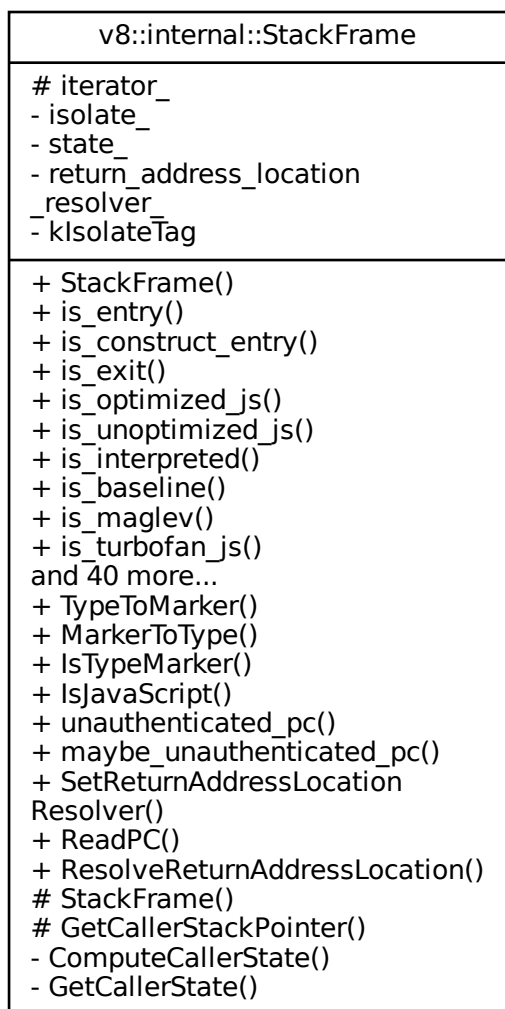 v8::internal::StackFrame
# iterator_
- isolate_
- state_
- return_address_location
_resolver_
- kIsolateTag
+ StackFrame()
+ is_entry()
+ is_construct_entry()
+ is_exit()
+ is_optimized_js()
+ is_unoptimized_js()
+ is_interpreted()
+ is_baseline()
+ is_maglev()
+ is_turbofan_js()
and 40 more...
+ TypeToMarker()
+ MarkerToType()
+ IsTypeMarker()
+ IsJavaScript()
+ unauthenticated_pc()
+ maybe_unauthenticated_pc()
+ SetReturnAddressLocation
Resolver()
+ ReadPC()
+ ResolveReturnAddressLocation()
# StackFrame()
# GetCallerStackPointer()
- ComputeCallerState()
- GetCallerState()